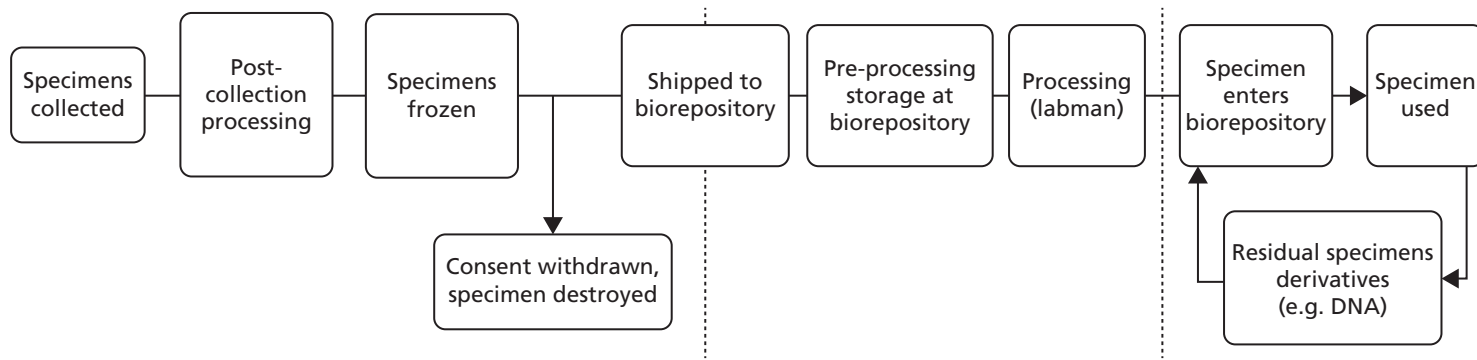 Specimens
collected
Post-
collection
processing
Specimens
frozen
Shipped to
biorepository
Pre-processing
storage at
biorepository
Processing
(labman)
Specimen
enters
biorepository
Specimen
used
Consent withdrawn,
specimen destroyed
Residual specimens
derivatives
(e.g. DNA)